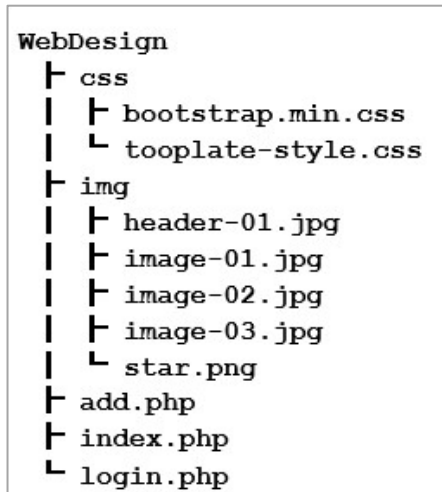 WebDesign
├ css
│ ├ bootstrap.min.css
│ └ tooplate-style.css
├ img
│ ├ header-01.jpg
│ ├ image-01.jpg
│ ├ image-02.jpg
│ ├ image-03.jpg
│ └ star.png
├ add.php
├ index.php
└ login.php